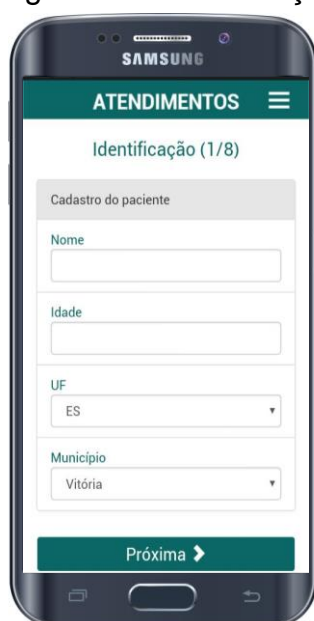 SAMSUNG
ATENDIMENTOS
Identificação (1/8)
Cadastro do paciente
Nome
Idade
UF
ES
Município
Vitória
Próxima